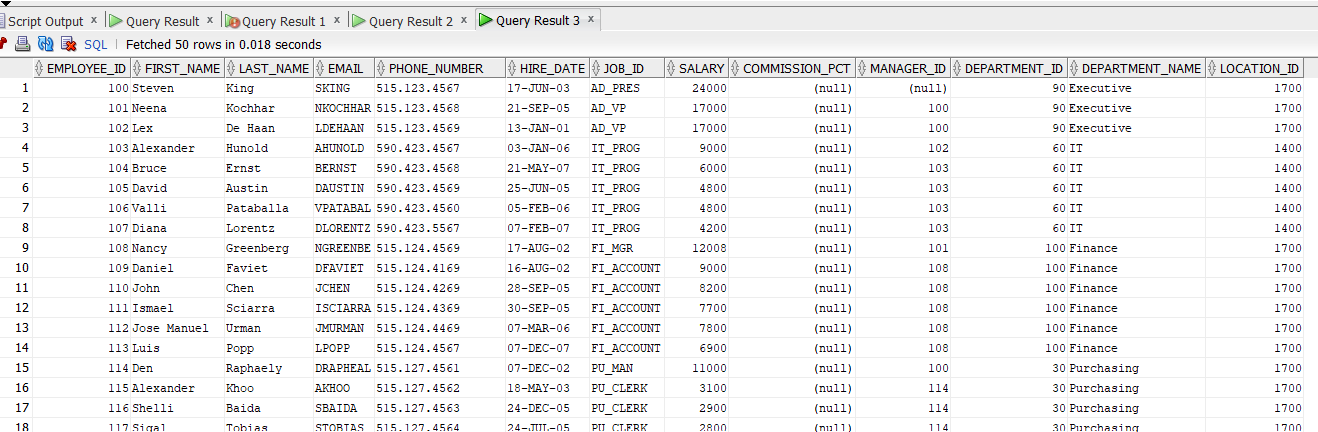 Script Output x Query Result x Query Result 1 x Query Result 2 x Query Result 3 x
SQL Fetched 50 rows in 0.018 seconds
EMPLOYEE_ID FIRST_NAME LAST_NAME EMAIL PHONE_NUMBER HIRE_DATE JOB_ID SALARY COMMISSION_PCT MANAGER_ID DEPARTMENT_ID DEPARTMENT_NAME LOCATION_ID
1 100 Steven King SKING 515.123.4567 17-JUN-03 AD_PRES 24000 (null) (null) 90 Executive 1700
2 101 Neena Kochhar NKOCHHAR 515.123.4568 21-SEP-05 AD_VP 17000 (null) 100 90 Executive 1700
3 102 Lex De Haan LDEHAAN 515.123.4569 13-JAN-01 AD_VP 17000 (null) 100 90 Executive 1700
4 103 Alexander Hunold AHUNOLD 590.423.4567 03-JAN-06 IT_PROG 9000 (null) 102 60 IT 1400
5 104 Bruce Ernst BERNST 590.423.4568 21-MAY-07 IT_PROG 6000 (null) 103 60 IT 1400
6 105 David Austin DAUSTIN 590.423.4569 25-JUN-05 IT_PROG 4800 (null) 103 60 IT 1400
7 106 Valli Pataballa VPATABAL 590.423.4560 05-FEB-06 IT_PROG 4800 (null) 103 60 IT 1400
8 107 Diana Lorentz DLORENTZ 590.423.5567 07-FEB-07 IT_PROG 4200 (null) 103 60 IT 1400
9 108 Nancy Greenberg NGREENBE 515.124.4569 17-AUG-02 FI_MGR 12008 (null) 101 100 Finance 1700
10 109 Daniel Faviet DFAVIET 515.124.4169 16-AUG-02 FI_ACCOUNT 9000 (null) 108 100 Finance 1700
11 110 John Chen JCHEN 515.124.4269 28-SEP-05 FI_ACCOUNT 8200 (null) 108 100 Finance 1700
12 111 Ismael Sciarra ISCIARRA 515.124.4369 30-SEP-05 FI_ACCOUNT 7700 (null) 108 100 Finance 1700
13 112 Jose Manuel Urman JMURMAN 515.124.4469 07-MAR-06 FI_ACCOUNT 7800 (null) 108 100 Finance 1700
14 113 Luis Popp LPOPP 515.124.4567 07-DEC-07 FI_ACCOUNT 6900 (null) 108 100 Finance 1700
15 114 Den Raphaely DRAPHEAL 515.127.4561 07-DEC-02 PU_MAN 11000 (null) 100 30 Purchasing 1700
16 115 Alexander Khoo AKHOO 515.127.4562 18-MAY-03 PU_CLERK 3100 (null) 114 30 Purchasing 1700
17 116 Shelli Baida SBAIDA 515.127.4563 24-DEC-05 PU_CLERK 2900 (null) 114 30 Purchasing 1700
18 117 Sigal Tobias STOBIAS 515.127.4564 24-JUL-05 PU_CLERK 2800 (null) 114 30 Purchasing 1700